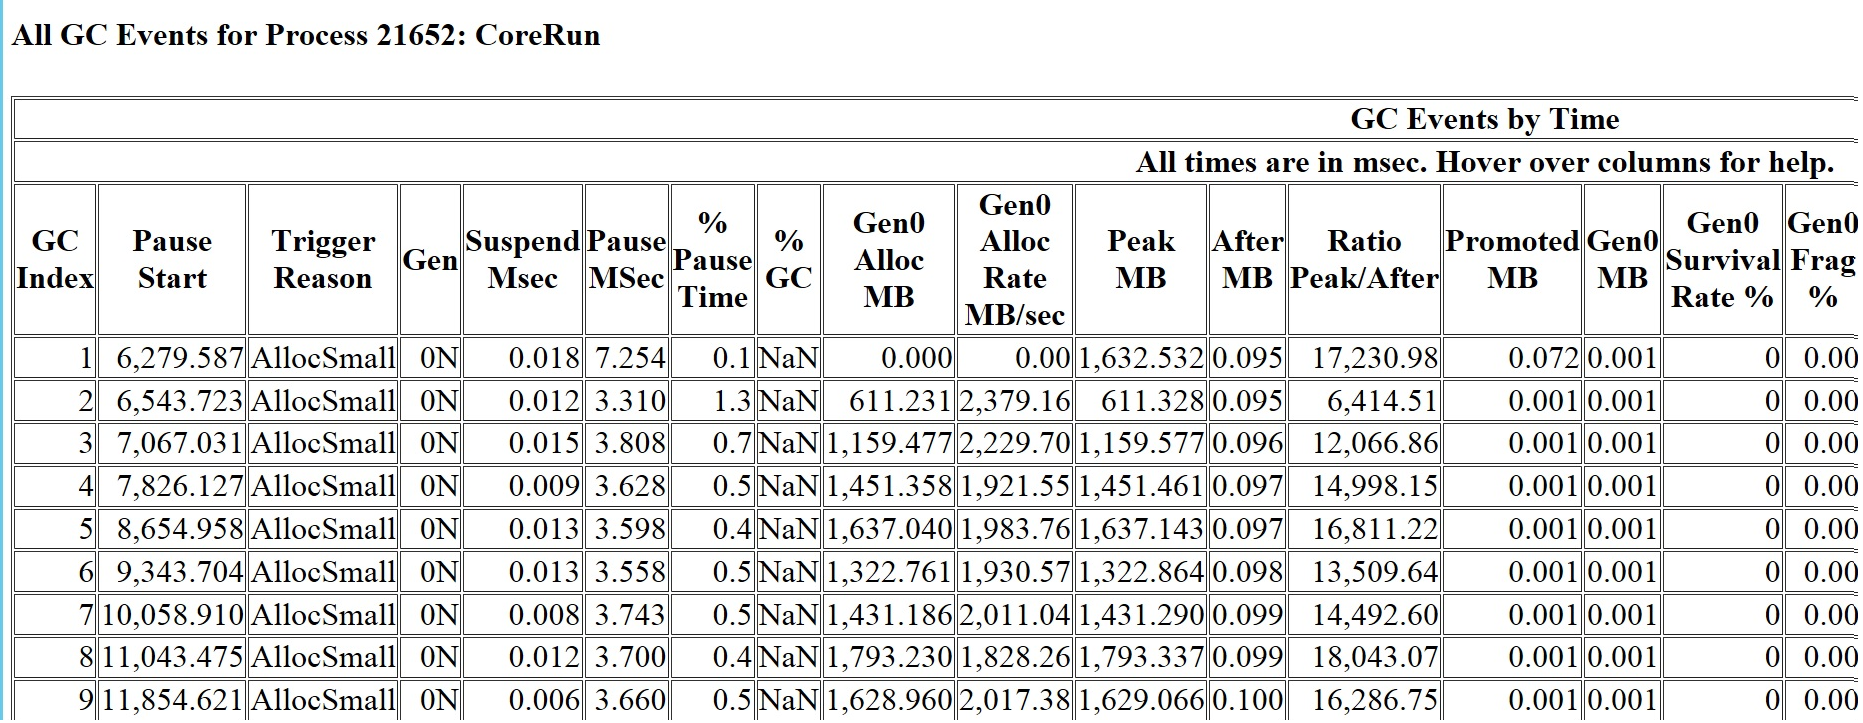 All GC Events for Process 21652: CoreRun
GC Events by Time
All times are in msec. Hover over columns for help.
GC Index Pause Start Trigger Reason Gen Suspend Msec Pause MSec % Pause Time % GC Gen0 Alloc MB Gen0 Alloc Rate MB/sec Peak MB After MB Ratio Peak/After Promoted MB Gen0 MB Gen0 Survival Rate % Gen0 Frag %
1 6,279.587 AllocSmall 0N 0.018 7.254 0.1 NaN 0.000 0.00 1,632.532 0.095 17,230.98 0.072 0.001 0 0.00
2 6,543.723 AllocSmall 0N 0.012 3.310 1.3 NaN 611.231 2,379.16 611.328 0.095 6,414.51 0.001 0.001 0 0.00
3 7,067.031 AllocSmall 0N 0.015 3.808 0.7 NaN 1,159.477 2,229.70 1,159.577 0.096 12,066.86 0.001 0.001 0 0.00
4 7,826.127 AllocSmall 0N 0.009 3.628 0.5 NaN 1,451.358 1,921.55 1,451.461 0.097 14,998.15 0.001 0.001 0 0.00
5 8,654.958 AllocSmall 0N 0.013 3.598 0.4 NaN 1,637.040 1,983.76 1,637.143 0.097 16,811.22 0.001 0.001 0 0.00
6 9,343.704 AllocSmall 0N 0.013 3.558 0.5 NaN 1,322.761 1,930.57 1,322.864 0.098 13,509.64 0.001 0.001 0 0.00
7 10,058.910 AllocSmall 0N 0.008 3.743 0.5 NaN 1,431.186 2,011.04 1,431.290 0.099 14,492.60 0.001 0.001 0 0.00
8 11,043.475 AllocSmall 0N 0.012 3.700 0.4 NaN 1,793.230 1,828.26 1,793.337 0.099 18,043.07 0.001 0.001 0 0.00
9 11,854.621 AllocSmall 0N 0.006 3.660 0.5 NaN 1,628.960 2,017.38 1,629.066 0.100 16,286.75 0.001 0.001 0 0.00